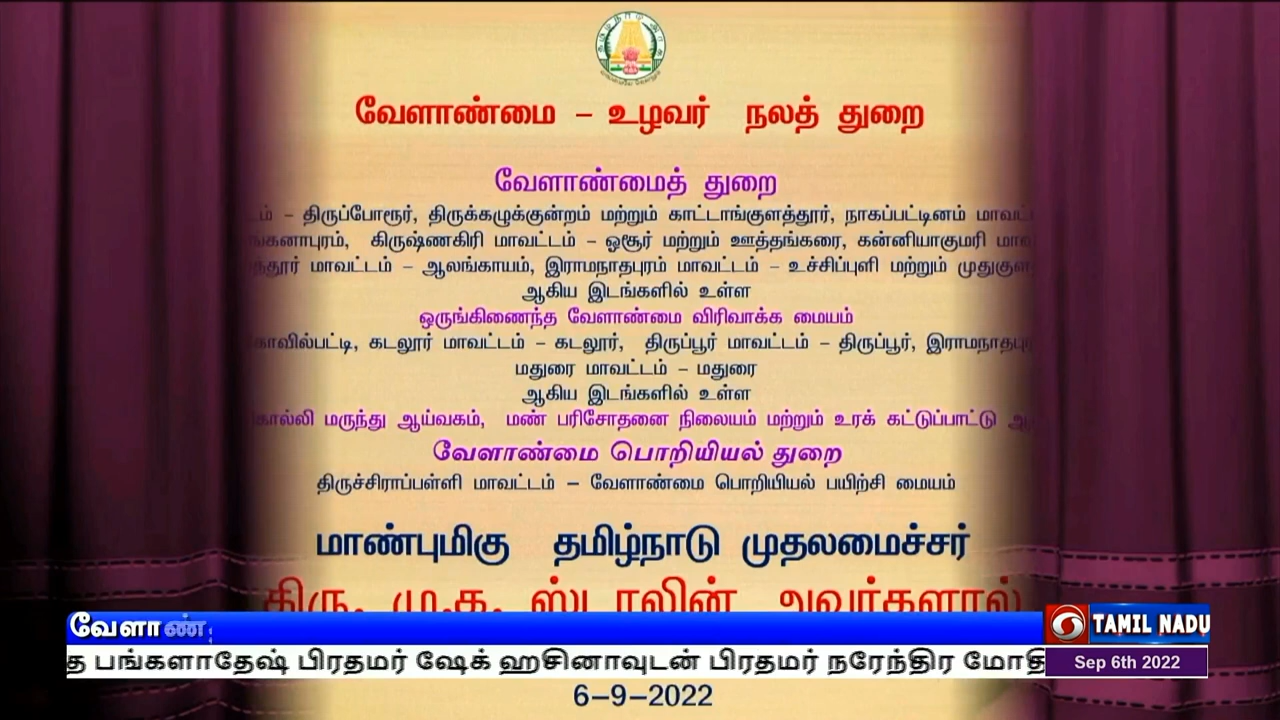 வேளாண்மை – உழவர் நலத் துறை
வேளாண்மைத் துறை
– திருப்போரூர், திருக்கழுக்குன்றம் மற்றும் காட்டாங்குளத்தூர், நாகப்பட்டினம்
கிருஷ்ணகிரி மாவட்டம் – ஓசூர் மற்றும் ஊத்தங்கரை, கன்னியாகுமரி
மாவட்டம் – ஆலங்காயம், இராமநாதபுரம் மாவட்டம் – உச்சிப்புளி மற்றும்
ஆகிய இடங்களில் உள்ள
ஒருங்கிணைந்த வேளாண்மை விரிவாக்க மையம்
கடலூர் மாவட்டம் – கடலூர், திருப்பூர் மாவட்டம் – திருப்பூர்,
மதுரை மாவட்டம் – மதுரை
ஆகிய இடங்களில் உள்ள
மருந்து ஆய்வகம், மண் பரிசோதனை நிலையம் மற்றும் உரக் கட்டுப்பாட்டு
வேளாண்மை பொறியியல் துறை
திருச்சிராப்பள்ளி மாவட்டம் – வேளாண்மை பொறியியல் பயிற்சி மையம்
மாண்புமிகு தமிழ்நாடு முதலமைச்சர்
திரு. மு.க. ஸ்டாலின் அவர்களால்
TAMIL NADU
பங்களாதேஷ் பிரதமர் ஷேக் ஹசினாவுடன் பிரதமர் நரேந்திர மோதி
Sep 6th 2022
6–9–2022